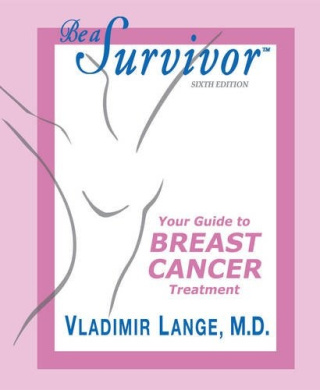 Be a
Survivor™
SIXTH EDITION
Your Guide to
BREAST
CANCER
Treatment
VLADIMIR LANGE, M.D.